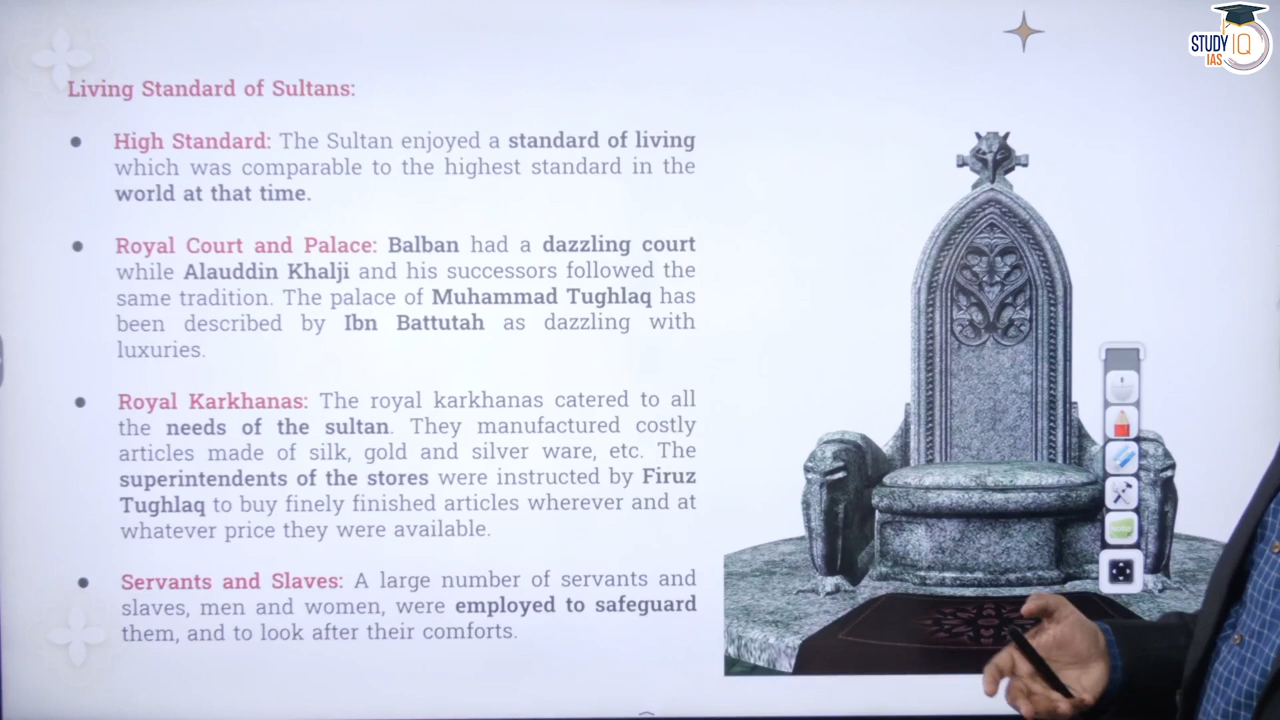 STUDY IQ
IAS
Living Standard of Sultans:
High Standard: The Sultan enjoyed a standard of living
which was comparable to the highest standard in the
world at that time.
Royal Court and Palace: Balban had a dazzling court
while Alauddin Khalji and his successors followed the
same tradition. The palace of Muhammad Tughlaq has
been described by Ibn Battutah as dazzling with
luxuries.
Royal Karkhanas: The royal karkhanas catered to all
the needs of the sultan. They manufactured costly
articles made of silk, gold and silver ware, etc. The
superintendents of the stores were instructed by Firuz
Tughlaq to buy finely finished articles wherever and at
whatever price they were available.
Servants and Slaves: A large number of servants and
slaves, men and women, were employed to safeguard
them, and to look after their comforts.